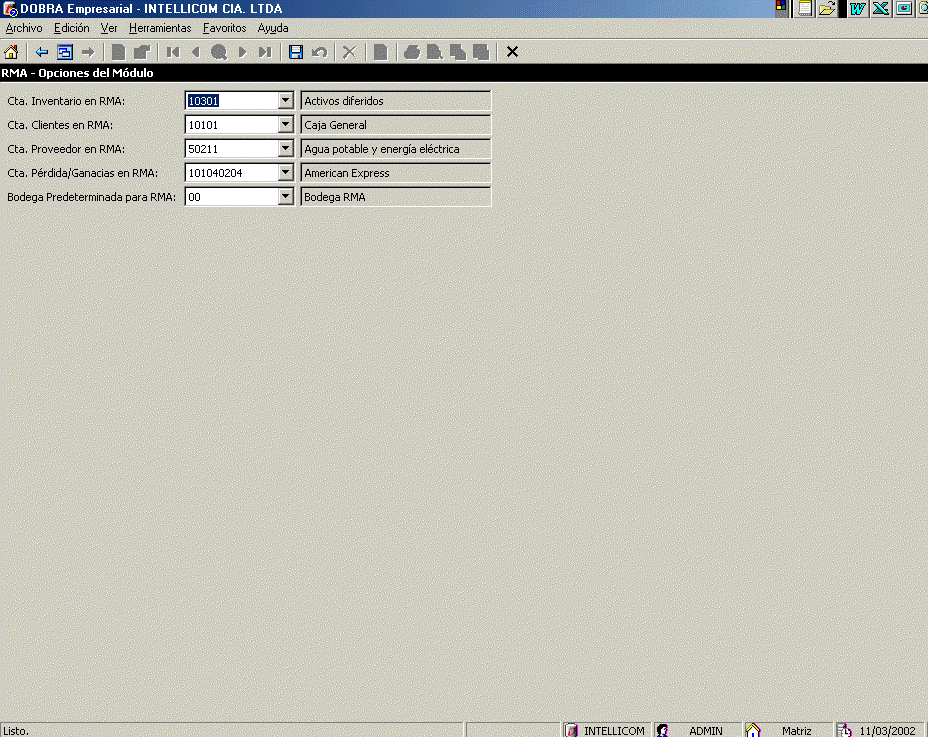 DOBRA Empresarial - INTELLICOM CIA. LTDA
Archivo Edición Ver Herramientas Favoritos Ayuda
RMA - Opciones del Módulo
Cta. Inventario en RMA: 10301 Activos diferidos
Cta. Clientes en RMA: 10101 Caja General
Cta. Proveedor en RMA: 50211 Agua potable y energía eléctrica
Cta. Pérdida/Ganacias en RMA: 101040204 American Express
Bodega Predeterminada para RMA: 00 Bodega RMA
Listo. INTELLICOM ADMIN Matriz 11/03/2002